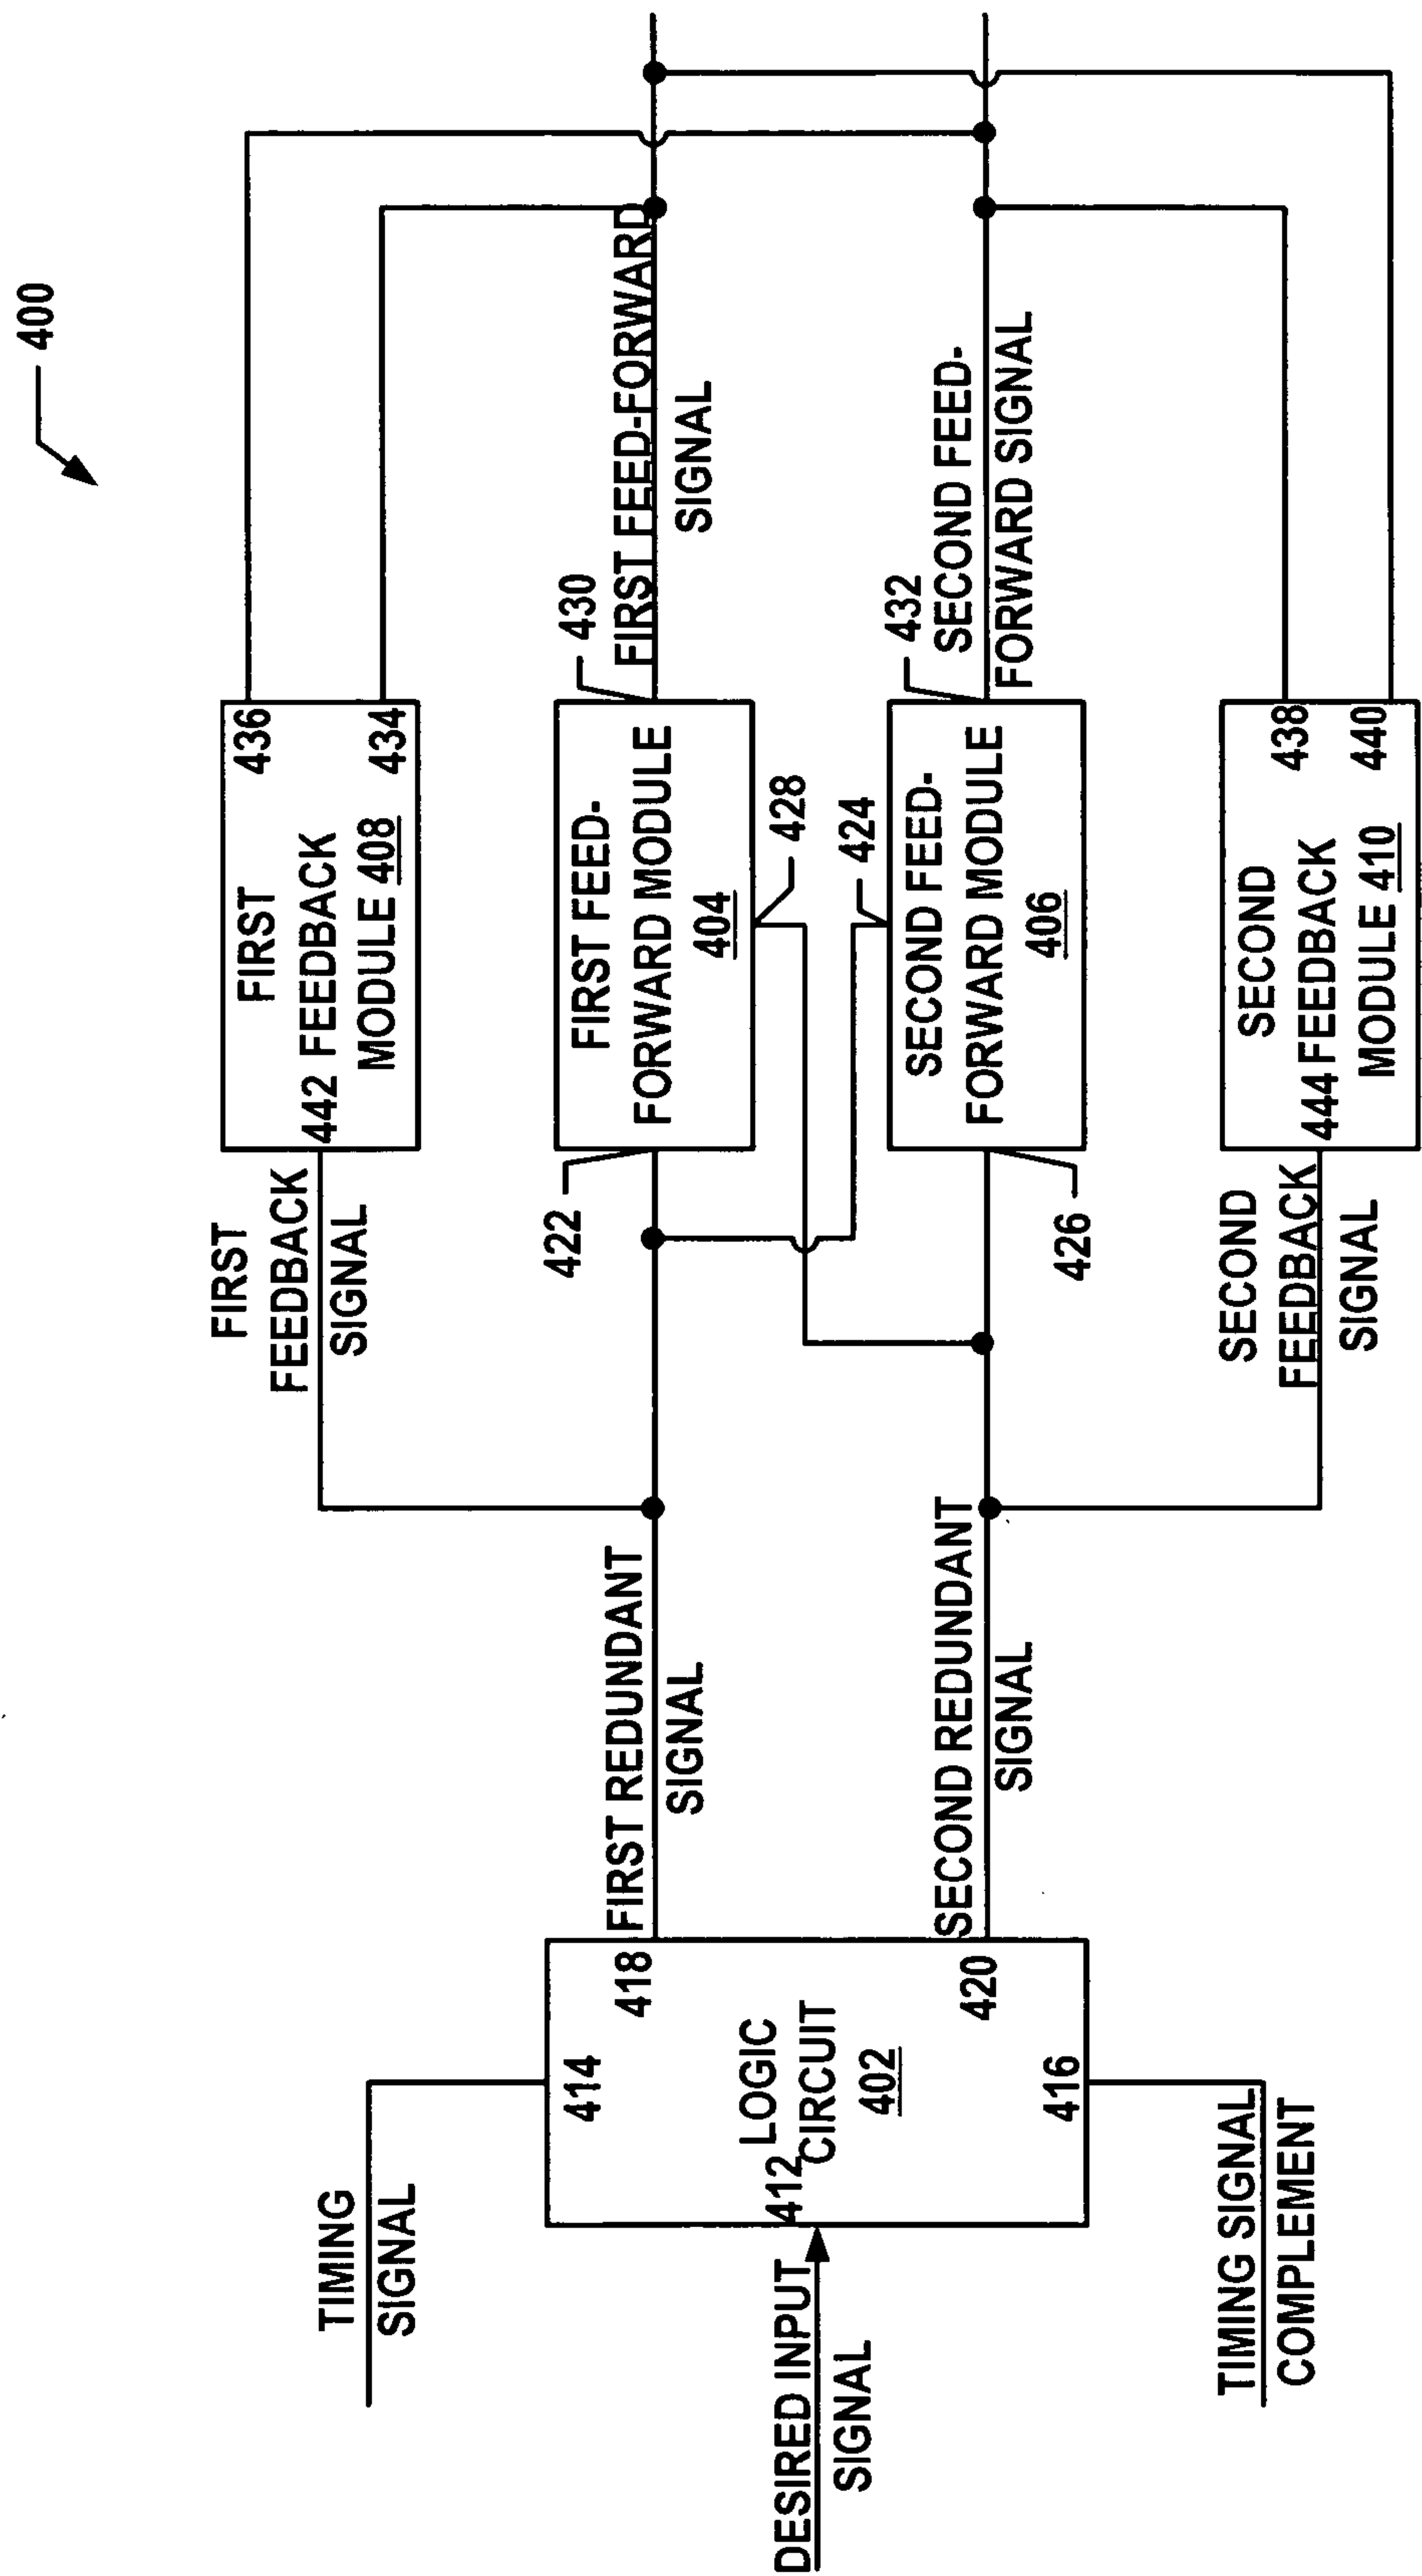 400
TIMING
SIGNAL
DESIRED INPUT
SIGNAL
TIMING SIGNAL
COMPLEMENT
414
418
412
LOGIC
CIRCUIT
402
416
420
FIRST REDUNDANT
SIGNAL
SECOND REDUNDANT
SIGNAL
FIRST
FEEDBACK
SIGNAL
442
FIRST
FEEDBACK
MODULE 408
436
434
422
FIRST FEED-
FORWARD MODULE
404
428
430
FIRST FEED-FORWARD
SIGNAL
424
426
SECOND FEED-
FORWARD MODULE
406
432
SECOND FEED-
FORWARD SIGNAL
SECOND
FEEDBACK
SIGNAL
444
SECOND
FEEDBACK
MODULE 410
438
440